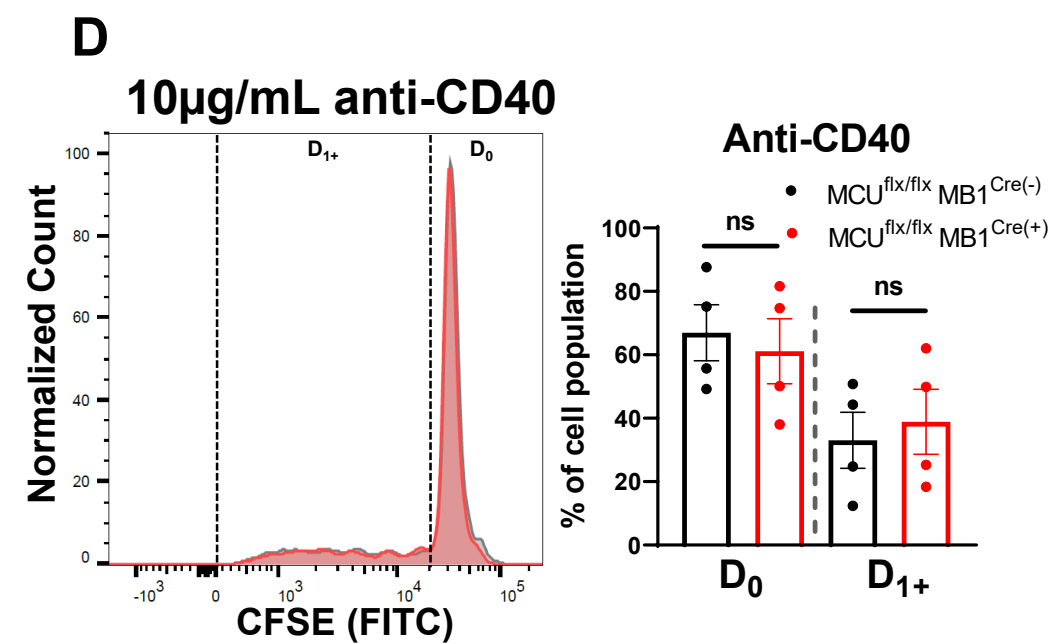 D
10µg/mL anti-CD40
D1+
D0
Normalized Count
100
80
60
40
20
0
-10³
0
10³
10⁴
10⁵
CFSE (FITC)
Anti-CD40
MCUflx/flx MB1Cre(-)
MCUflx/flx MB1Cre(+)
% of cell population
100
80
60
40
20
0
ns
ns
D0
D1+